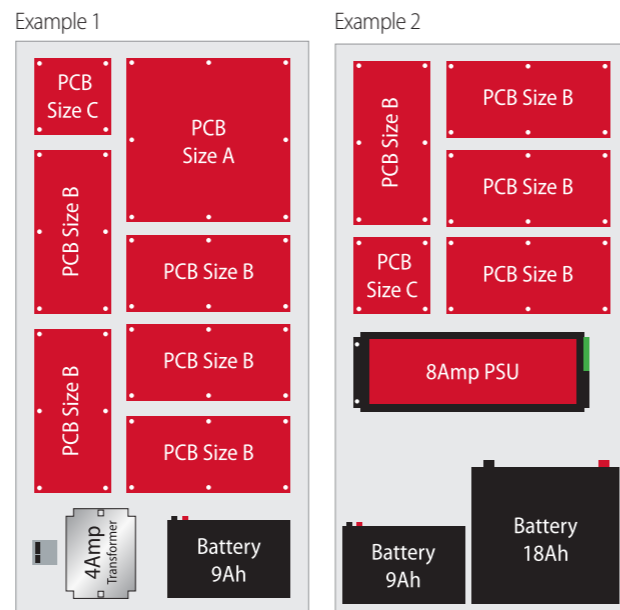 Example 1
PCB
Size C
PCB
Size A
PCB Size B
PCB Size B
PCB Size B
PCB Size B
PCB Size B
4Amp
Transformer
Battery
9Ah
Example 2
PCB Size B
PCB Size B
PCB Size B
PCB
Size C
PCB Size B
8Amp PSU
Battery
9Ah
Battery
18Ah